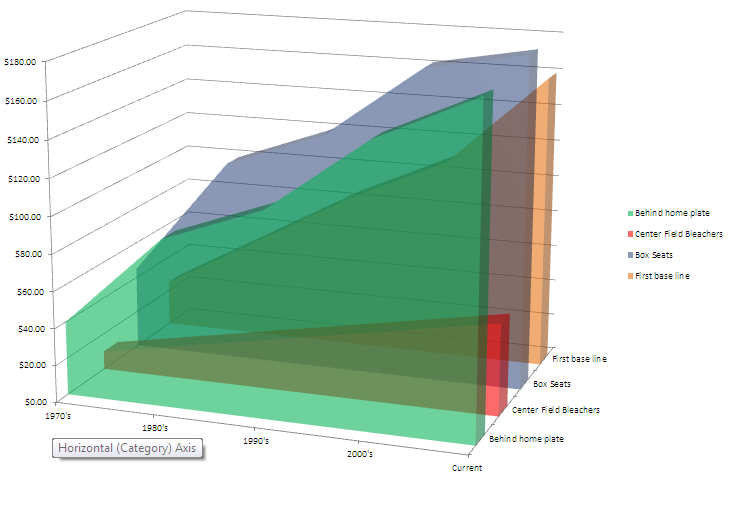 $180.00
$160.00
$140.00
$120.00
$100.00
$80.00
$60.00
$40.00
$20.00
$0.00
1970's
1980's
1990's
2000's
Current
Horizontal (Category) Axis
First base line
Box Seats
Center Field Bleachers
Behind home plate
Behind home plate
Center Field Bleachers
Box Seats
First base line